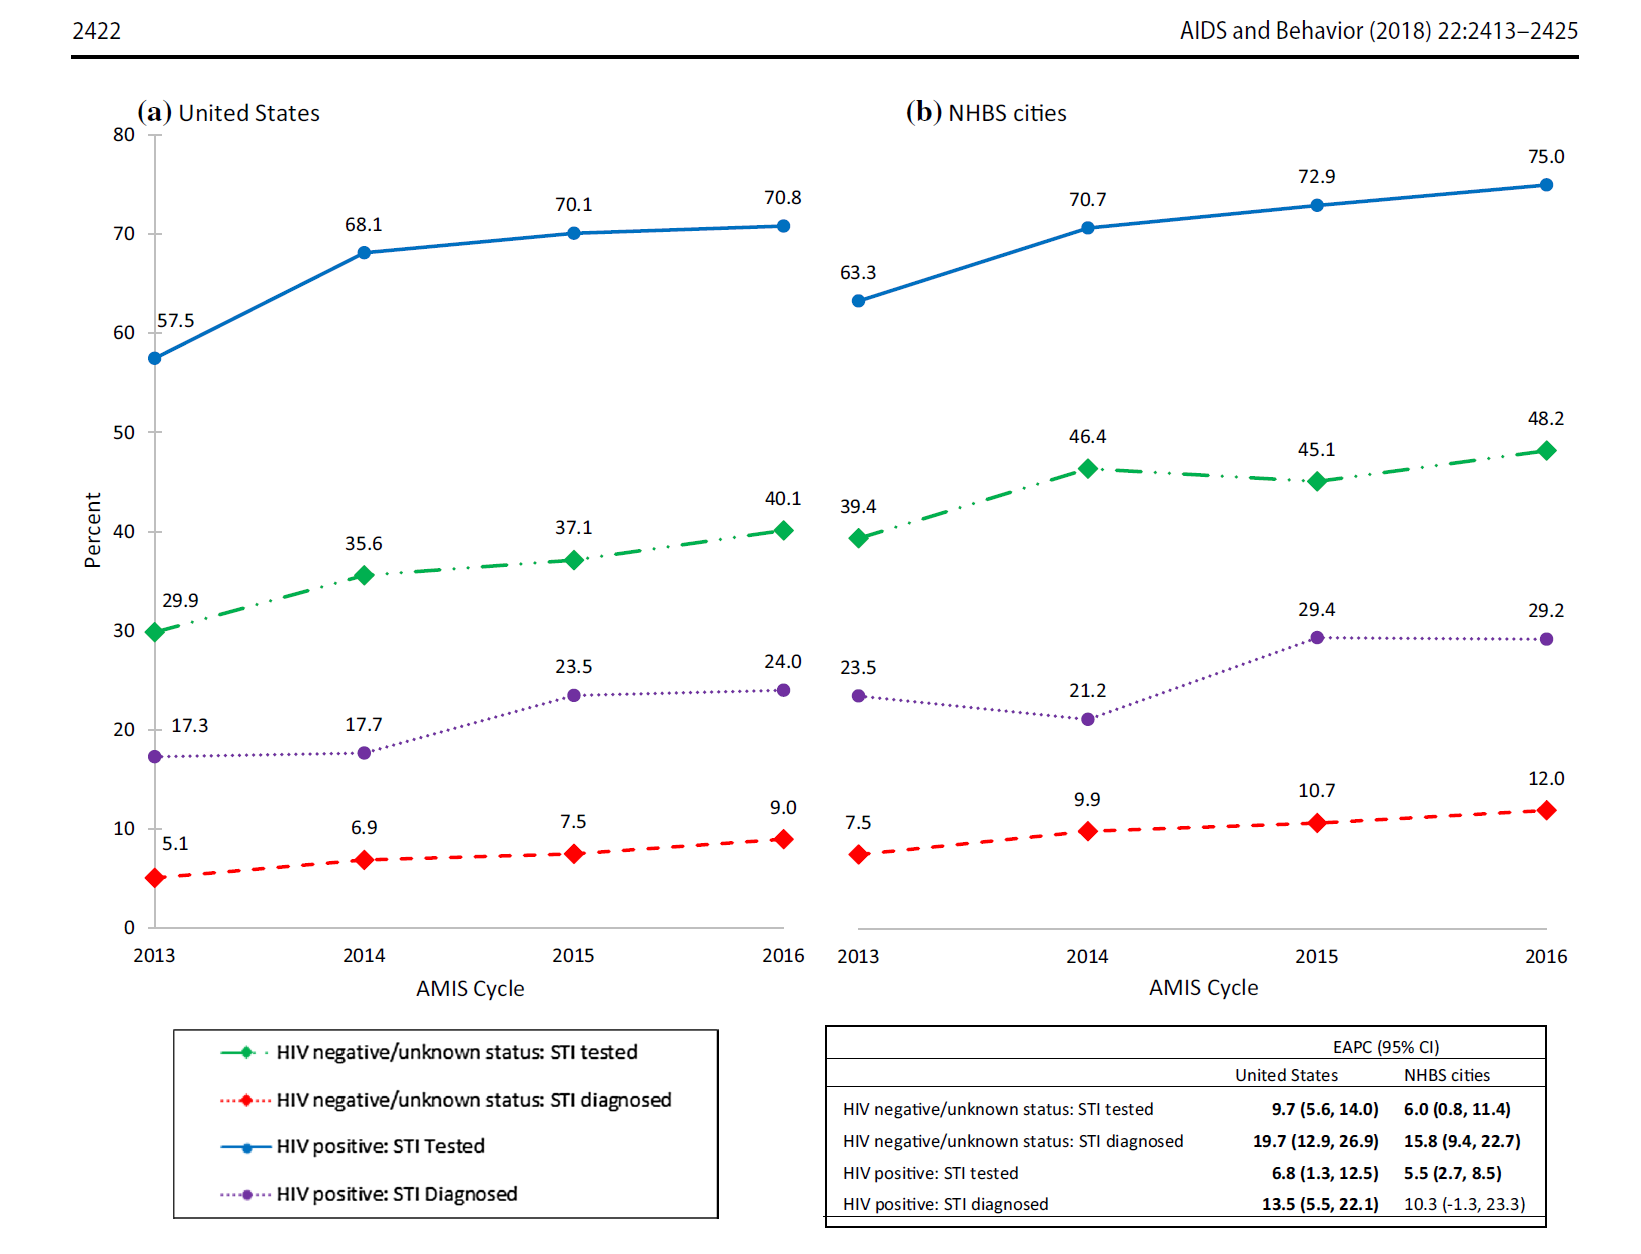 2422
AIDS and Behavior (2018) 22:2413–2425
(a) United States
80
70
60
50
40
30
20
10
0
Percent
57.5
68.1
70.1
70.8
29.9
35.6
37.1
40.1
17.3
17.7
23.5
24.0
5.1
6.9
7.5
9.0
2013 2014 2015 2016
AMIS Cycle
(b) NHBS cities
63.3
70.7
72.9
75.0
39.4
46.4
45.1
48.2
23.5
21.2
29.4
29.2
7.5
9.9
10.7
12.0
2013 2014 2015 2016
AMIS Cycle
HIV negative/unknown status: STI tested
HIV negative/unknown status: STI diagnosed
HIV positive: STI Tested
HIV positive: STI Diagnosed
EAPC (95% CI)
United States NHBS cities
HIV negative/unknown status: STI tested 9.7 (5.6, 14.0) 6.0 (0.8, 11.4)
HIV negative/unknown status: STI diagnosed 19.7 (12.9, 26.9) 15.8 (9.4, 22.7)
HIV positive: STI tested 6.8 (1.3, 12.5) 5.5 (2.7, 8.5)
HIV positive: STI diagnosed 13.5 (5.5, 22.1) 10.3 (-1.3, 23.3)